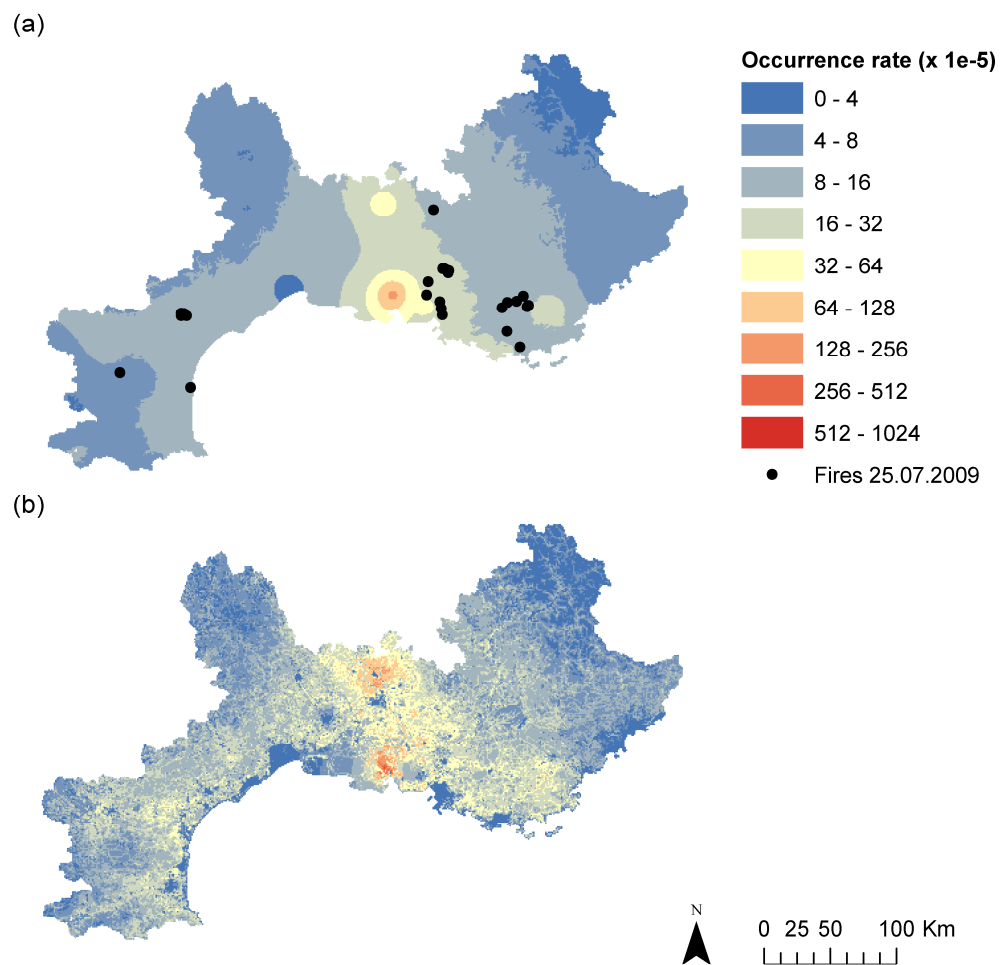 (a)
Occurrence rate (x 1e-5)
0 - 4
4 - 8
8 - 16
16 - 32
32 - 64
64 - 128
128 - 256
256 - 512
512 - 1024
Fires 25.07.2009
(b)
N
0 25 50 100 Km